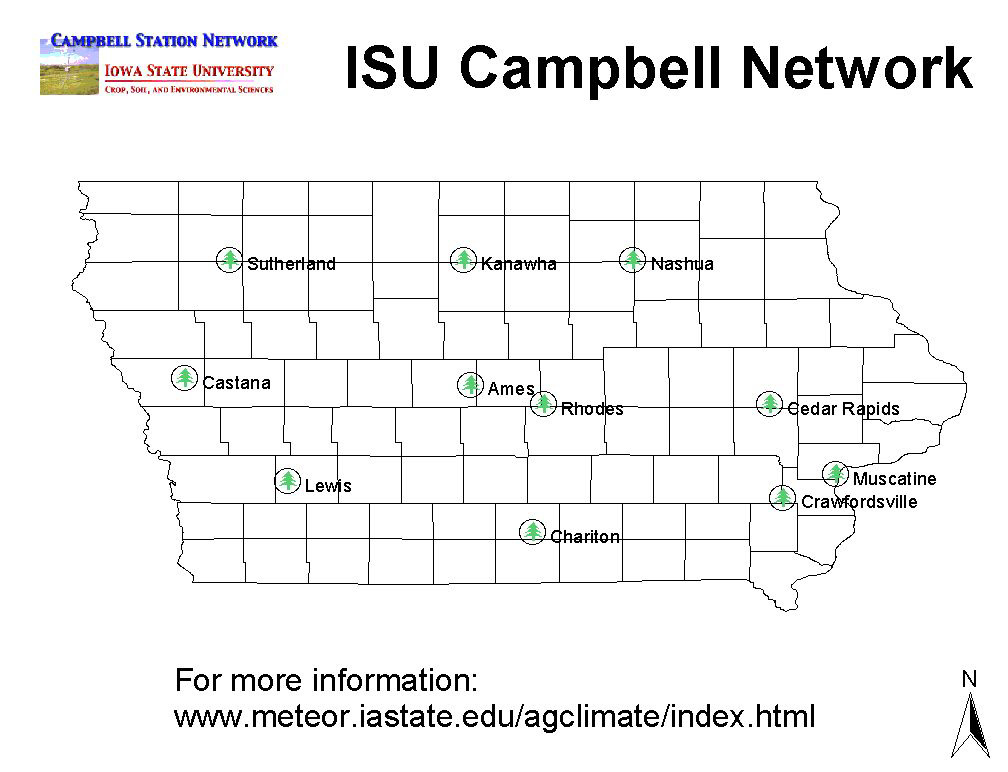 CAMPBELL STATION NETWORK
IOWA STATE UNIVERSITY
CROP, SOIL, AND ENVIRONMENTAL SCIENCES
ISU Campbell Network
Sutherland
Kanawha
Nashua
Castana
Ames
Rhodes
Cedar Rapids
Lewis
Muscatine
Crawfordsville
Chariton
For more information:
www.meteor.iastate.edu/agclimate/index.html
N